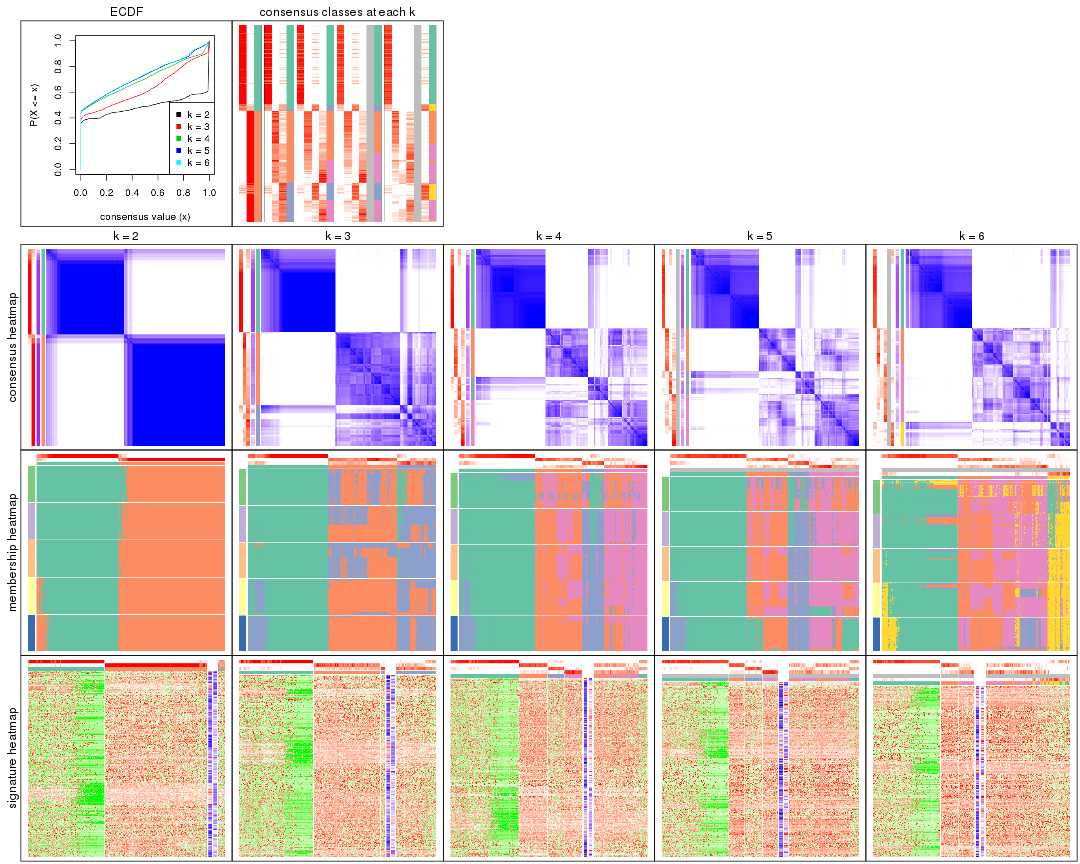 ECDF
consensus classes at each k
P(X <= x)
0.0 0.2 0.4 0.6 0.8 1.0
k = 2
k = 3
k = 4
k = 5
k = 6
0.0 0.2 0.4 0.6 0.8 1.0
consensus value (x)
k = 2
k = 3
k = 4
k = 5
k = 6
consensus heatmap
membership heatmap
signature heatmap